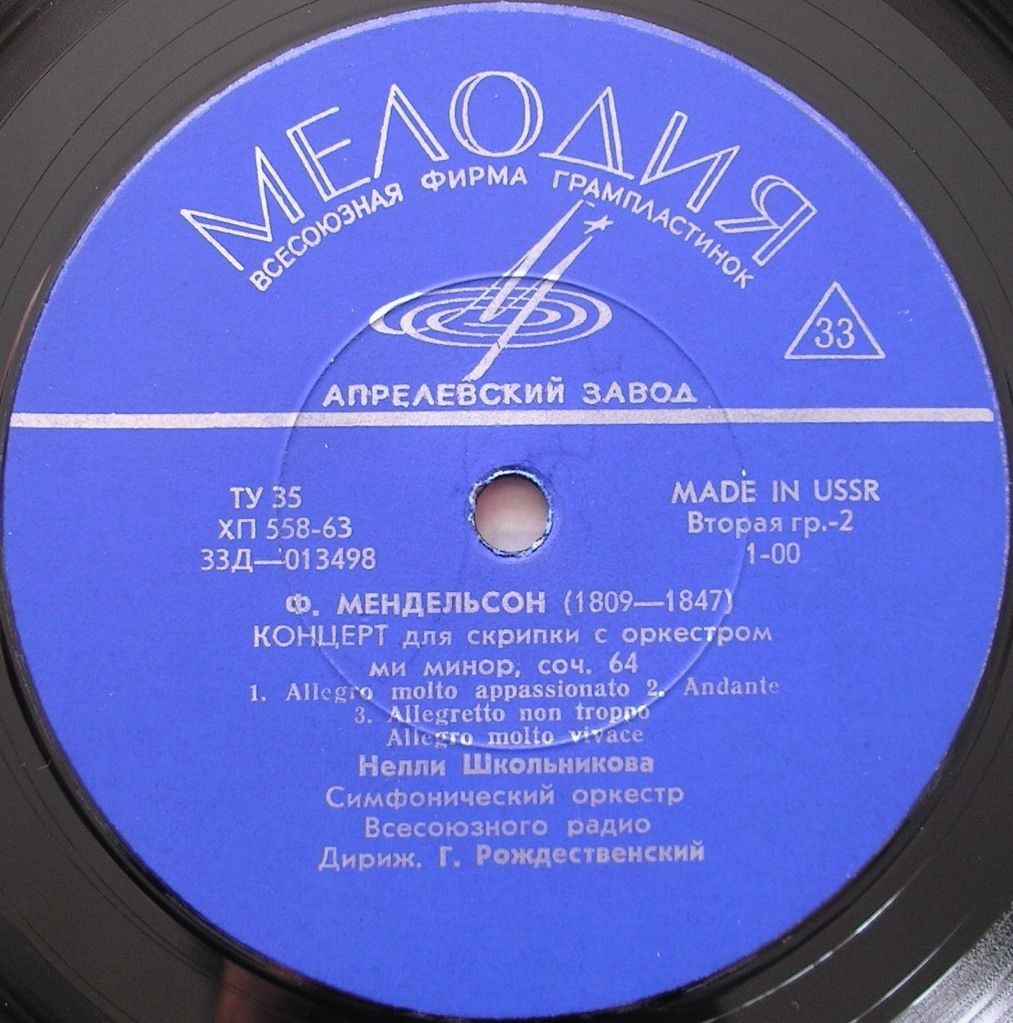 МЕЛОДИЯ
ВСЕСОЮЗНАЯ ФИРМА ГРАМПЛАСТИНОК
33
АПРЕЛЕВСКИЙ ЗАВОД
ТУ 35
ХП 558-63
33Д—013498
MADE IN USSR
Вторая гр.-2
1-00
Ф. МЕНДЕЛЬСОН (1809—1847)
КОНЦЕРТ для скрипки с оркестром
ми минор, соч. 64
1. Allegro molto appassionato 2. Andante
3. Allegretto non troppo
Allegro molto vivace
Нелли Школьникова
Симфонический оркестр
Всесоюзного радио
Дириж. Г. Рождественский